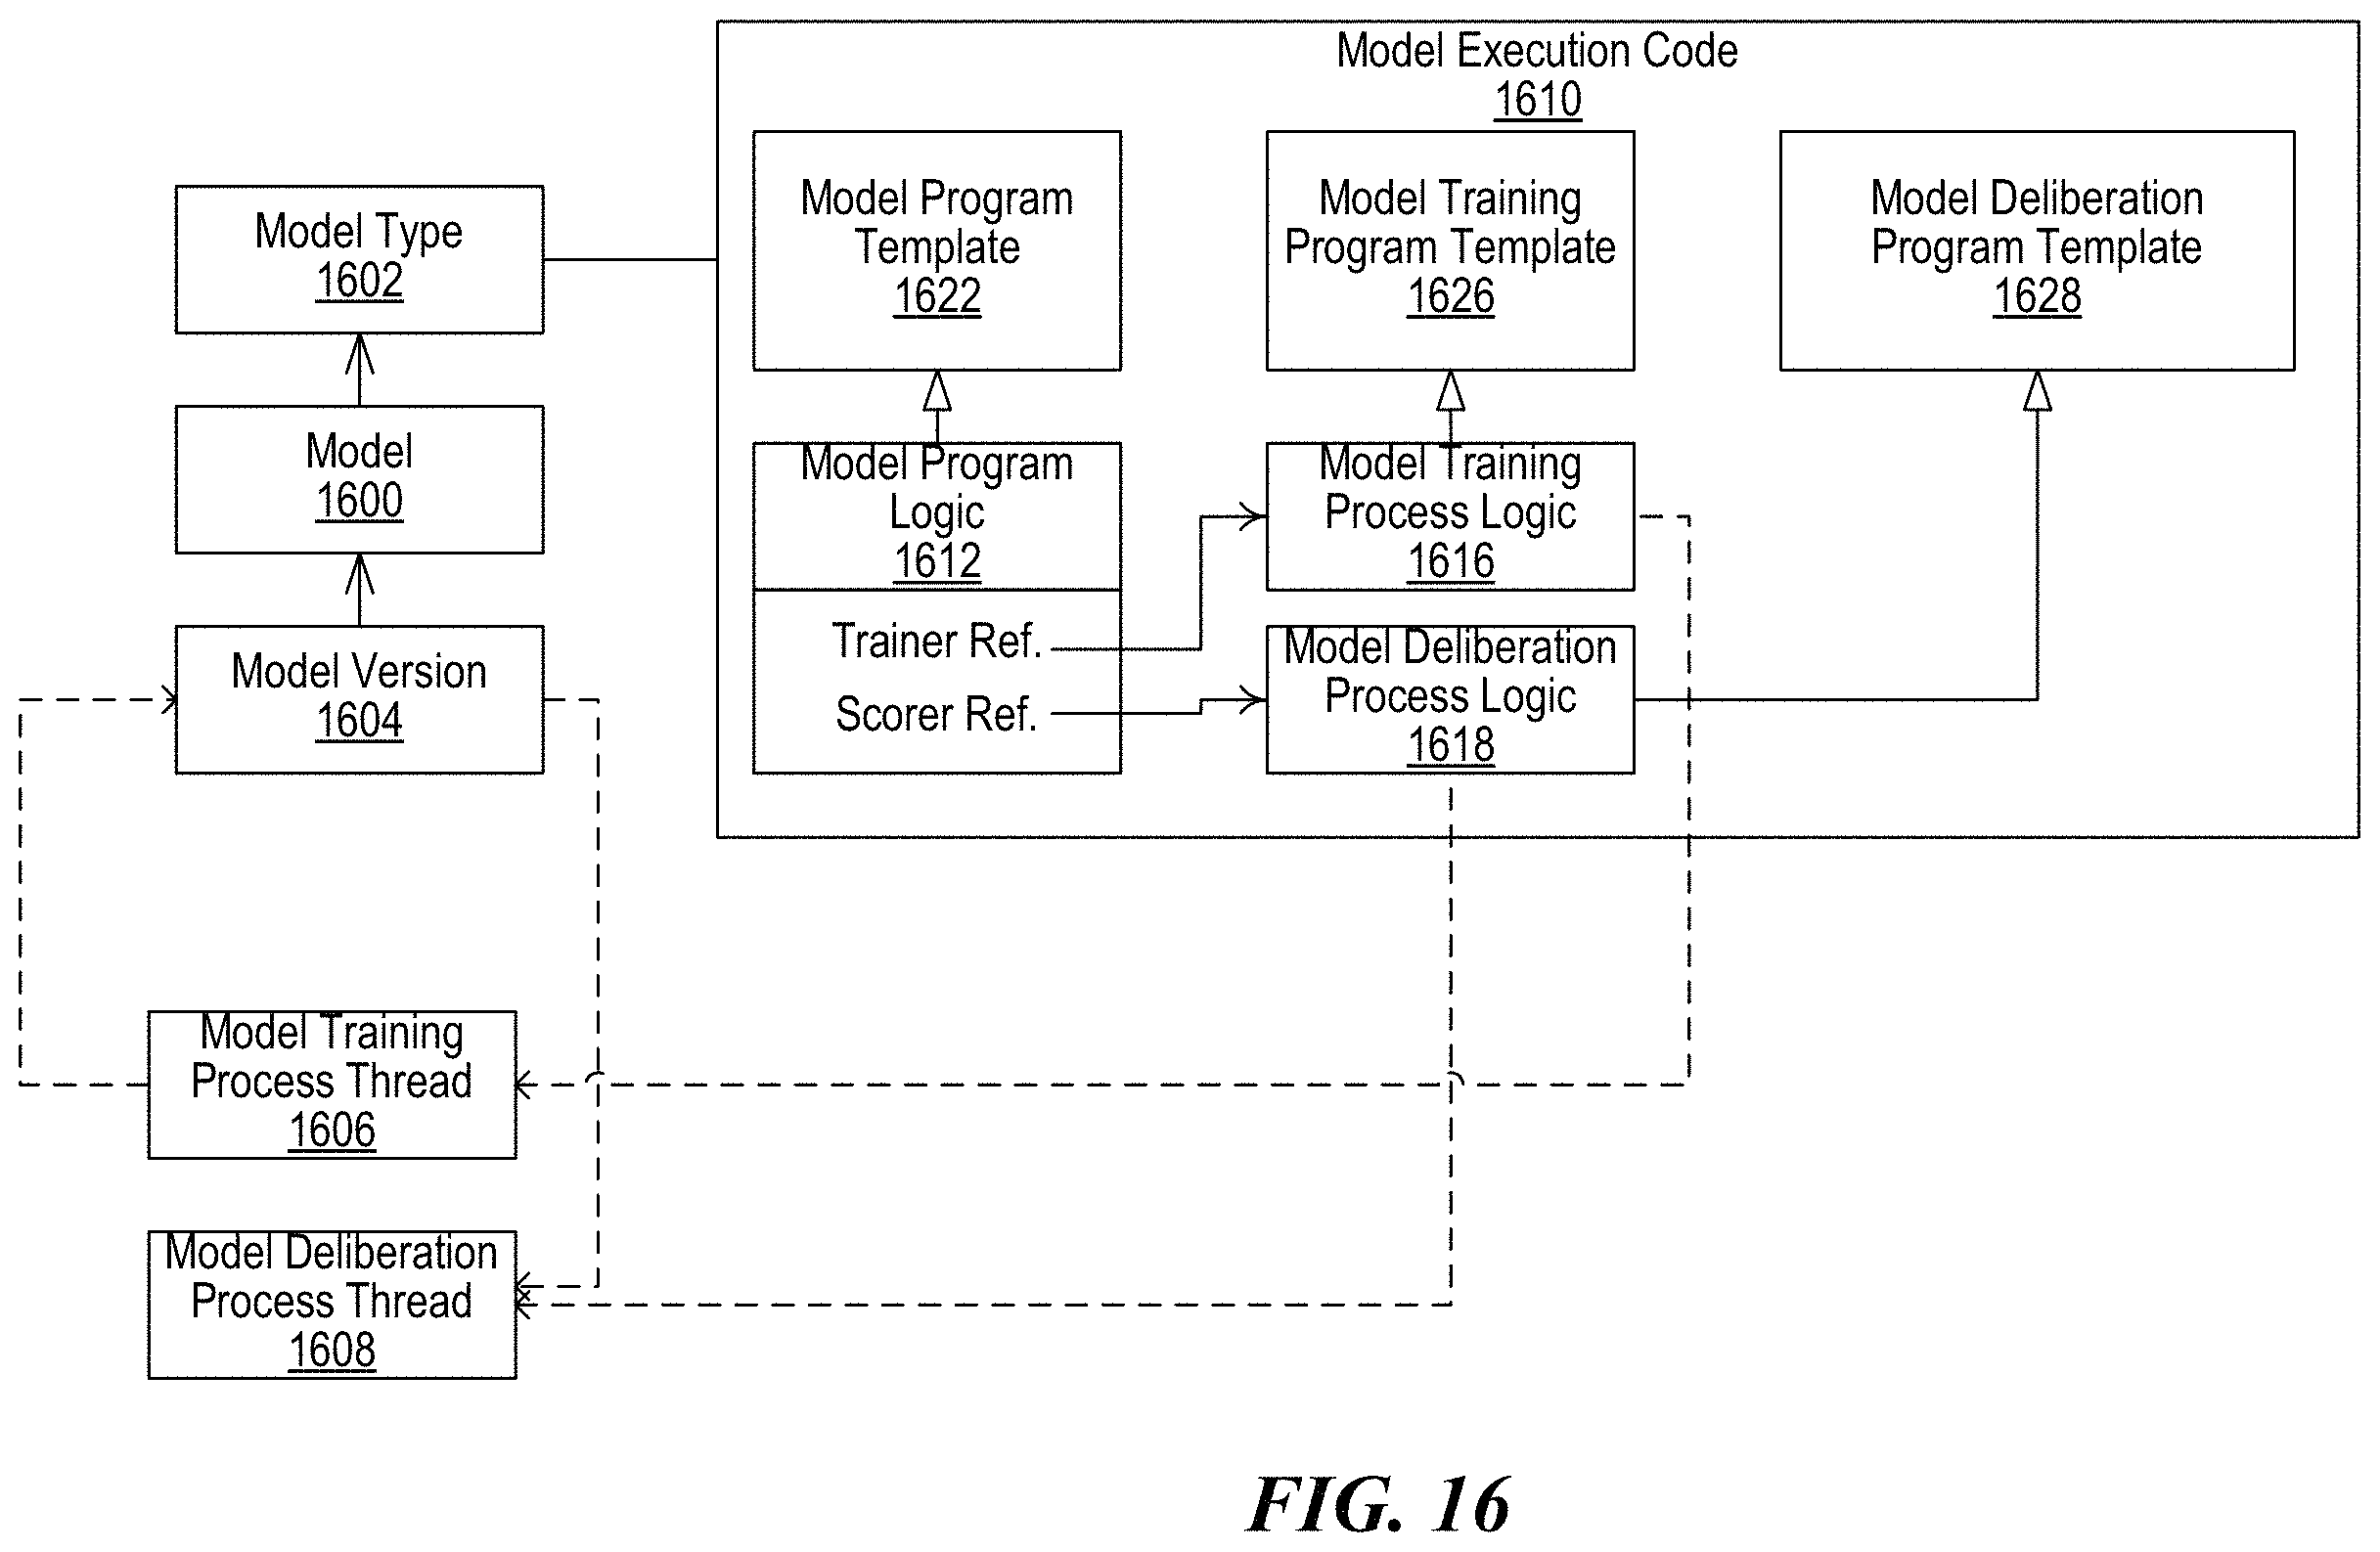 Model Execution Code
1610
Model Type
1602
Model
1600
Model Version
1604
Model Program
Template
1622
Model Training
Program Template
1626
Model Deliberation
Program Template
1628
Model Program
Logic
1612
Trainer Ref.
Scorer Ref.
Model Training
Process Logic
1616
Model Deliberation
Process Logic
1618
Model Training
Process Thread
1606
Model Deliberation
Process Thread
1608
FIG. 16